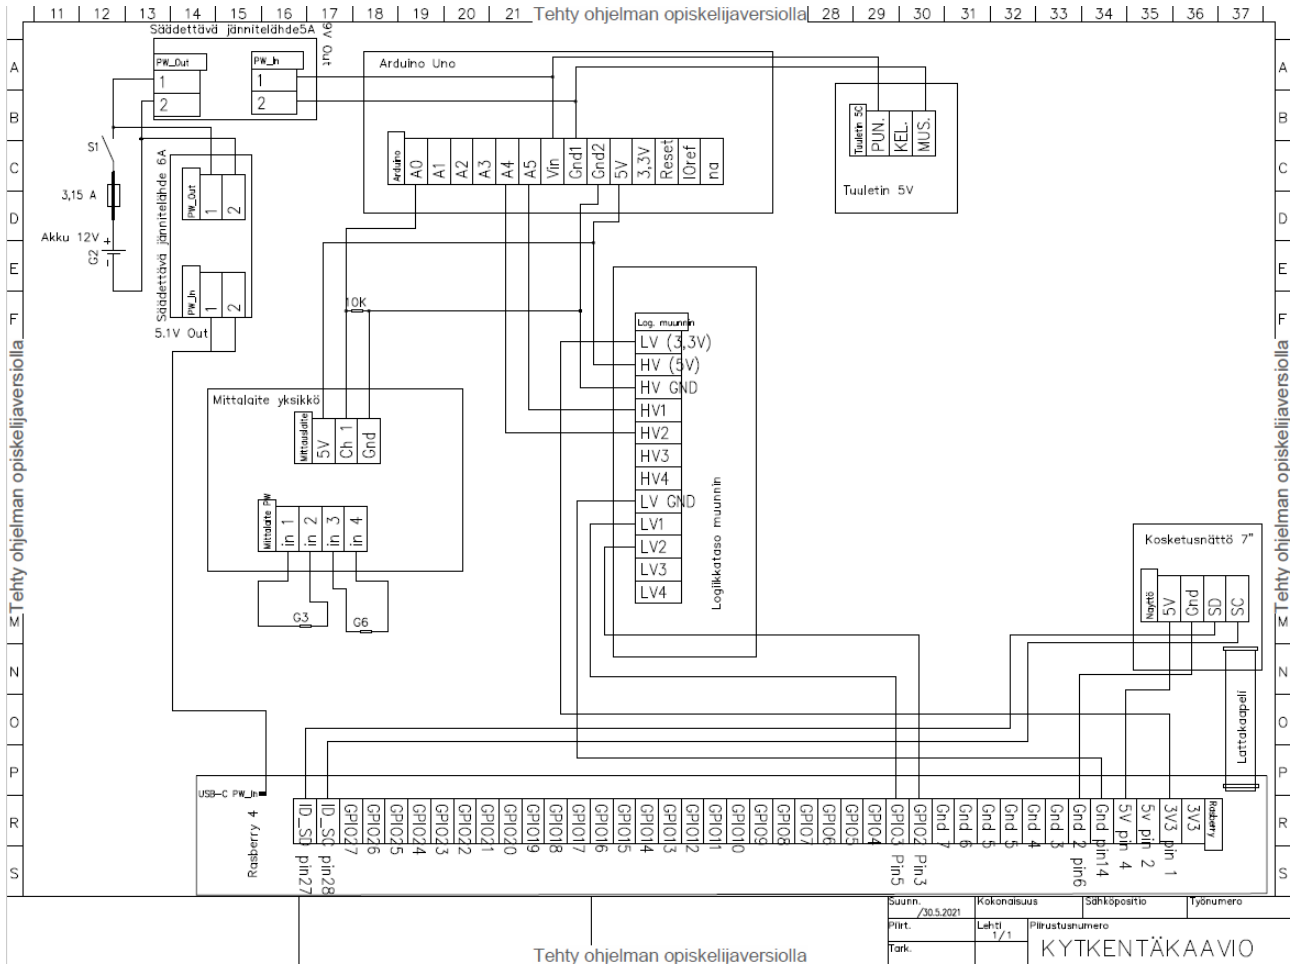 11 12 13 14 15 16 17 18 19 20 21 Tehty ohjelman opiskelijaversiolla 28 29 30 31 32 33 34 35 36 37
Säädettävä jännitelähde5A
9V Out
PW_Out
1
2
PW_In
1
2
Arduino Uno
Arduino
A0
A1
A2
A3
A4
A5
Vin
Gnd1
Gnd2
5V
3,3V
Reset
IOref
na
Tuuletin 5C
PUN.
KEL.
MUS.
Tuuletin 5V
S1
3,15 A
Akku 12V
+
G2
-
Säädettävä jännitelähde 6A
PW_Out
1
2
PW_In
1
2
5.1V Out
10K
Mittalaite yksikkö
Mittauslaite
5V
Ch 1
Gnd
Mittalaite PW
in 1
in 2
in 3
in 4
G3
G6
Log. muunnin
LV (3,3V)
HV (5V)
HV GND
HV1
HV2
HV3
HV4
LV GND
LV1
LV2
LV3
LV4
Logiikkataso muunnin
Kosketusnättö 7"
Naytto
5V
Gnd
SD
SC
Lattakaapeli
USB-C PW_In
Rasberry 4
ID_SD pin27
ID_SC pin28
GPIO27
GPIO26
GPIO25
GPIO24
GPIO23
GPIO22
GPIO21
GPIO20
GPIO19
GPIO18
GPIO17
GPIO16
GPIO15
GPIO14
GPIO13
GPIO12
GPIO11
GPIO10
GPIO9
GPIO8
GPIO7
GPIO6
GPIO5
GPIO4
GPIO3 Pin5
GPIO2 Pin3
Gnd 7
Gnd 6
Gnd 5
Gnd 5
Gnd 4
Gnd 3
Gnd 2 pin6
Gnd pin14
5V pin 4
5v pin 2
3V3 pin 1
3V3
Rasberry
A
B
C
D
E
F
Tehty ohjelman opiskelijaversiolla
M
N
O
P
R
S
A
B
C
D
E
F
Tehty ohjelman opiskelijaversiolla
M
N
O
P
R
S
Suunn.
/30.5.2021
Kokonaisuus
Sähköpositio
Työnumero
Piirt.
Lehti
1/1
Piirustusnumero
Tark.
KYTKENTÄKAAVIO
Tehty ohjelman opiskelijaversiolla